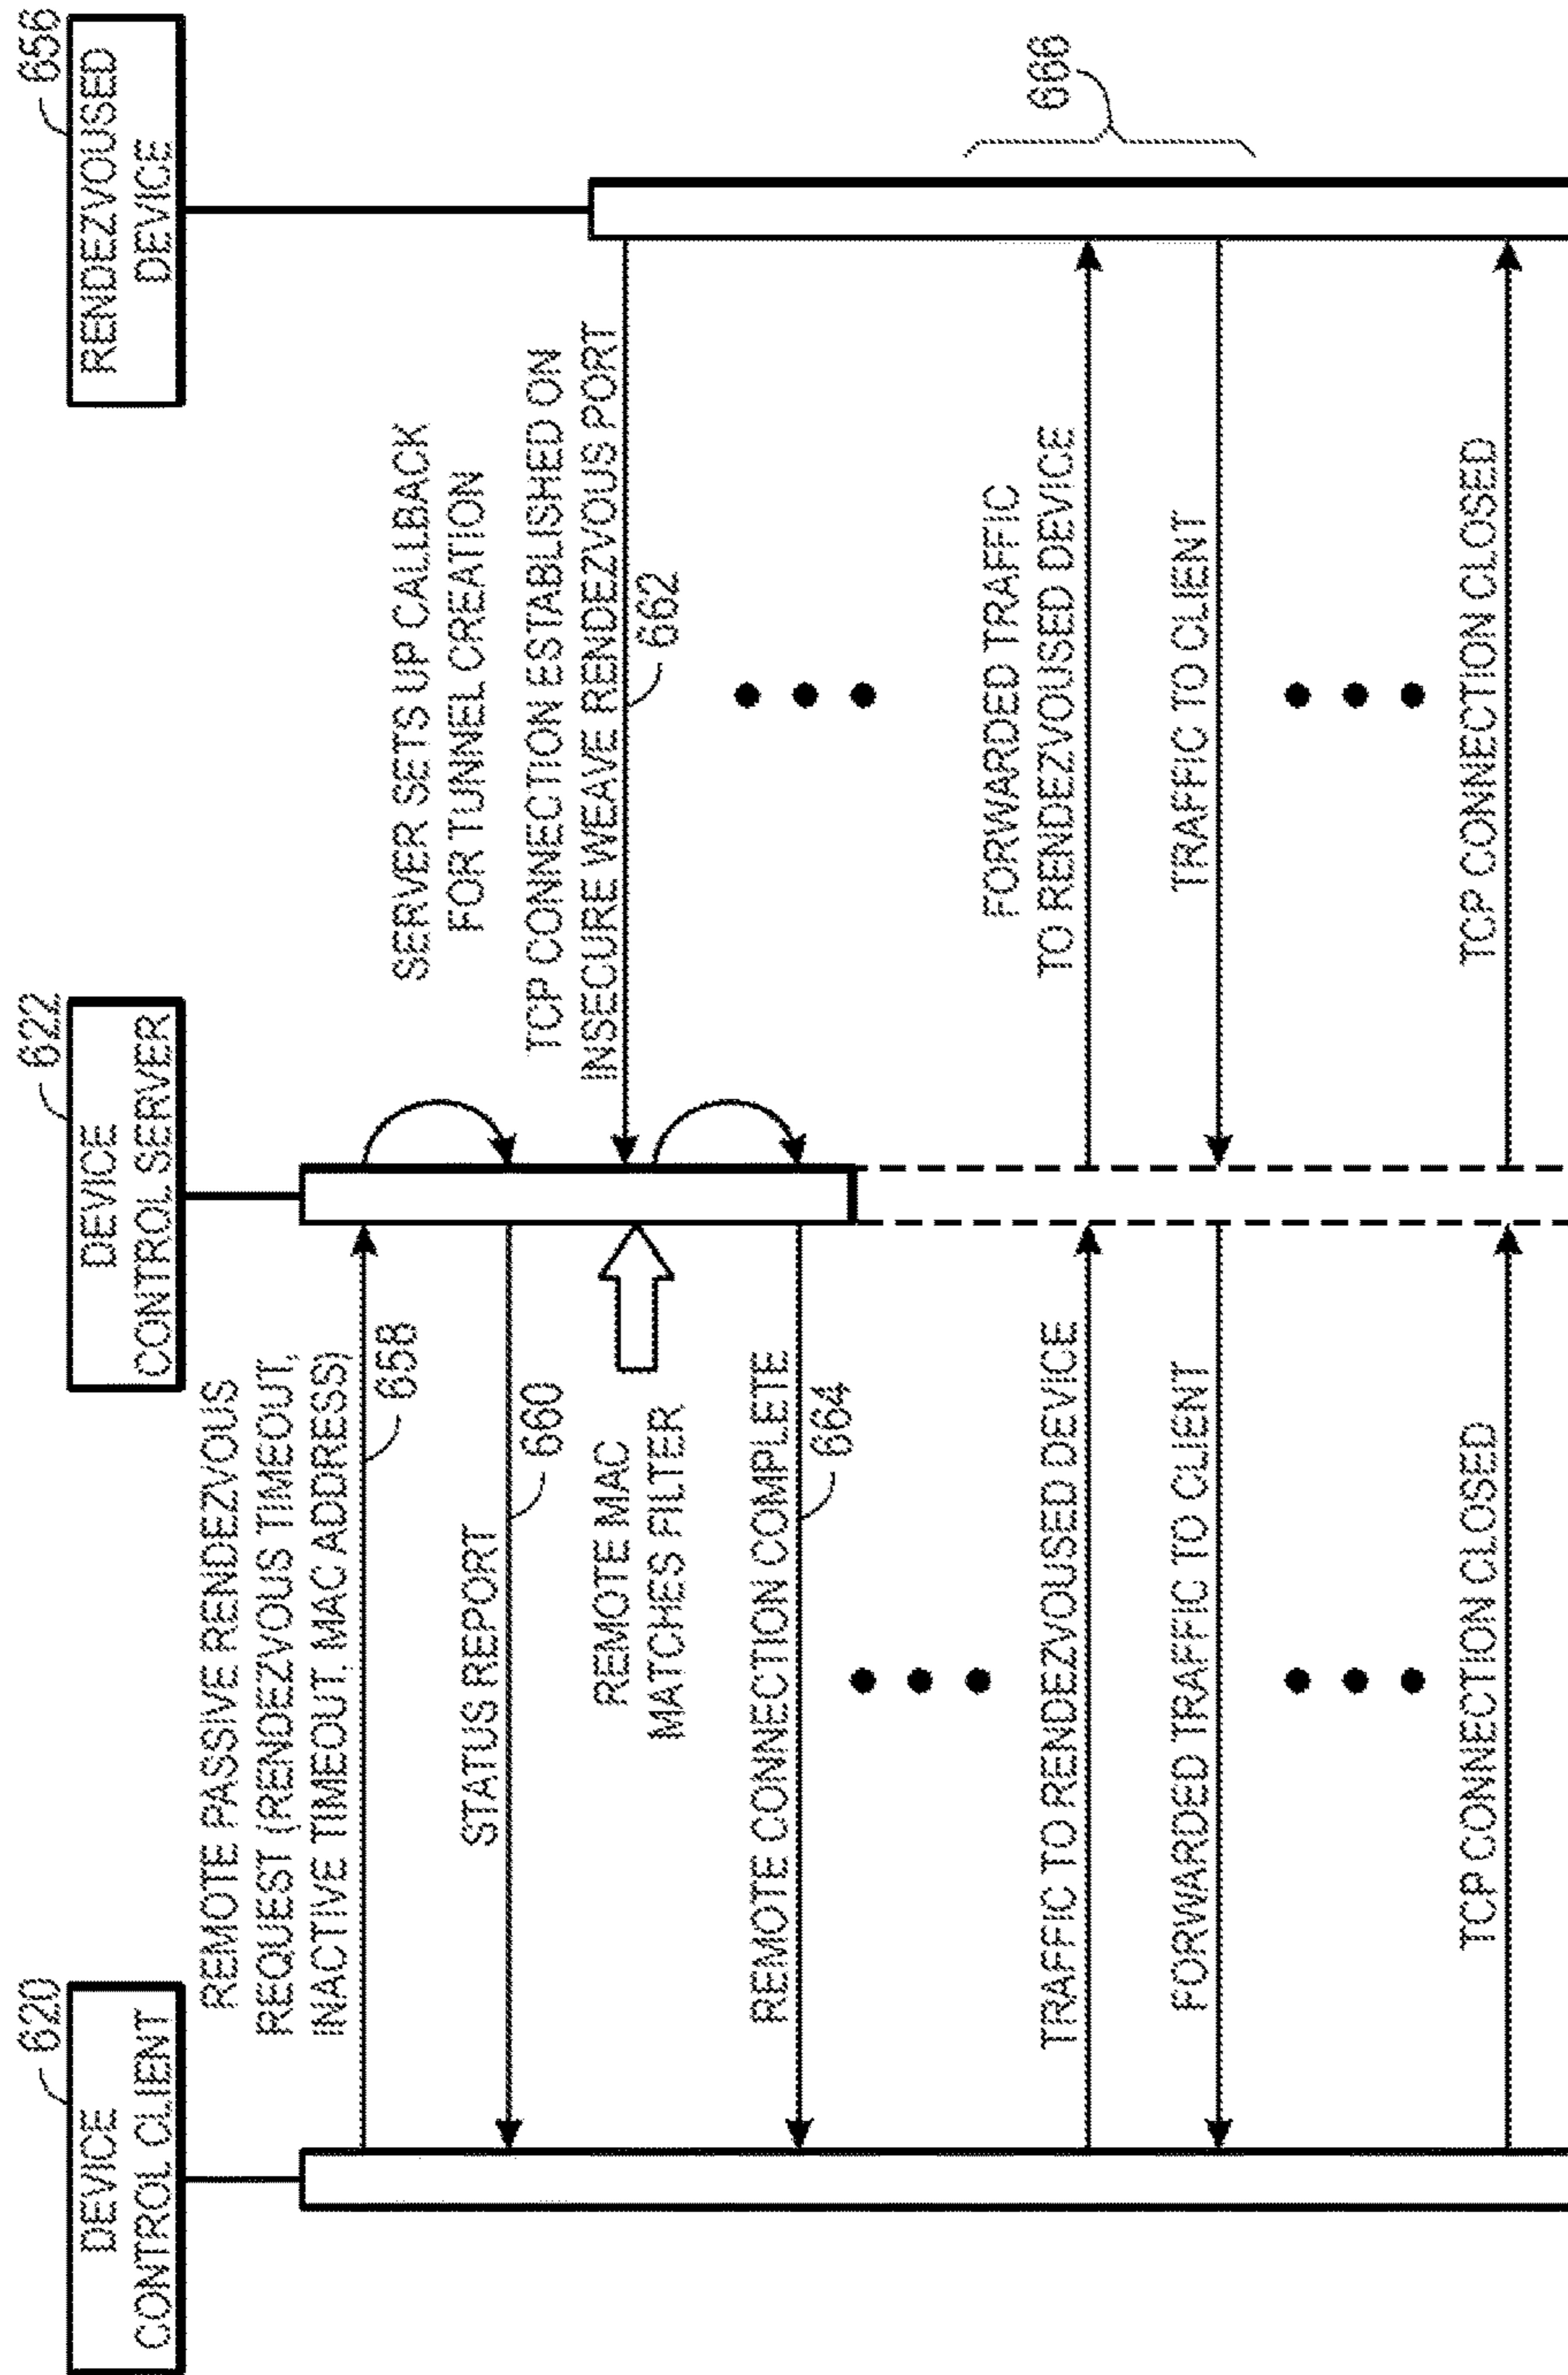 620
DEVICE
CONTROL CLIENT
622
DEVICE
CONTROL SERVER
656
RENDEZVOUSED
DEVICE
REMOTE PASSIVE RENDEZVOUS
REQUEST (RENDEZVOUS TIMEOUT,
INACTIVE TIMEOUT, MAC ADDRESS)
658
SERVER SETS UP CALLBACK
FOR TUNNEL CREATION
STATUS REPORT
660
TCP CONNECTION ESTABLISHED ON
INSECURE WEAVE RENDEZVOUS PORT
662
REMOTE MAC
MATCHES FILTER
REMOTE CONNECTION COMPLETE
664
TRAFFIC TO RENDEZVOUSED DEVICE
FORWARDED TRAFFIC
TO RENDEZVOUSED DEVICE
666
FORWARDED TRAFFIC TO CLIENT
TRAFFIC TO CLIENT
TCP CONNECTION CLOSED
TCP CONNECTION CLOSED